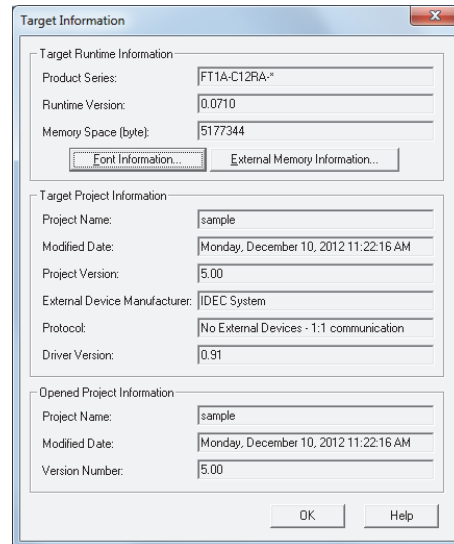 Target Information
Target Runtime Information
Product Series: FT1A-C12RA-*
Runtime Version: 0.0710
Memory Space (byte): 5177344
Font Information... External Memory Information...
Target Project Information
Project Name: sample
Modified Date: Monday, December 10, 2012 11:22:16 AM
Project Version: 5.00
External Device Manufacturer: IDEC System
Protocol: No External Devices - 1:1 communication
Driver Version: 0.91
Opened Project Information
Project Name: sample
Modified Date: Monday, December 10, 2012 11:22:16 AM
Version Number: 5.00
OK Help